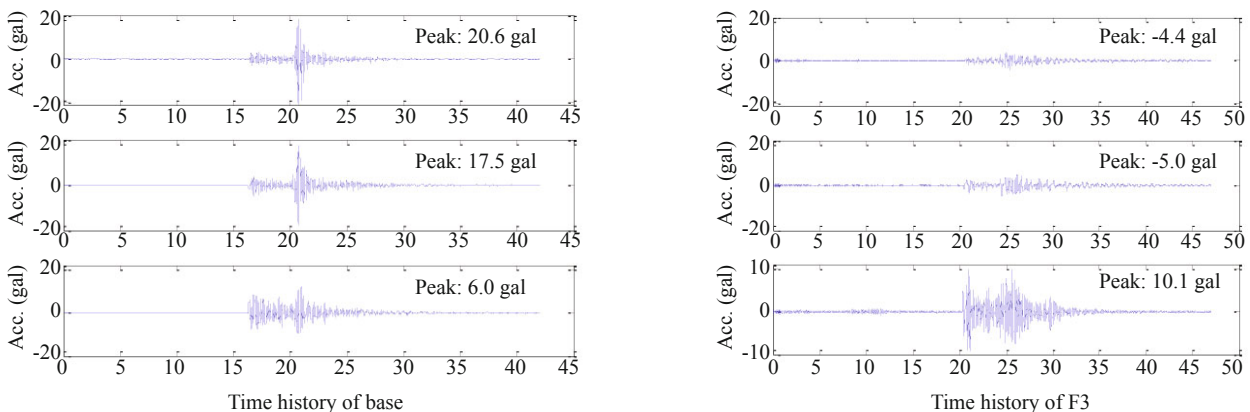 20
0
-20
Acc. (gal)
Peak: 20.6 gal
0 5 10 15 20 25 30 35 40 45
20
0
-20
Acc. (gal)
Peak: 17.5 gal
0 5 10 15 20 25 30 35 40 45
20
0
-20
Acc. (gal)
Peak: 6.0 gal
0 5 10 15 20 25 30 35 40 45
Time history of base
20
0
-20
Acc. (gal)
Peak: -4.4 gal
0 5 10 15 20 25 30 35 40 45 50
20
0
-20
Acc. (gal)
Peak: -5.0 gal
0 5 10 15 20 25 30 35 40 45 50
10
0
-10
Acc. (gal)
Peak: 10.1 gal
0 5 10 15 20 25 30 35 40 45 50
Time history of F3